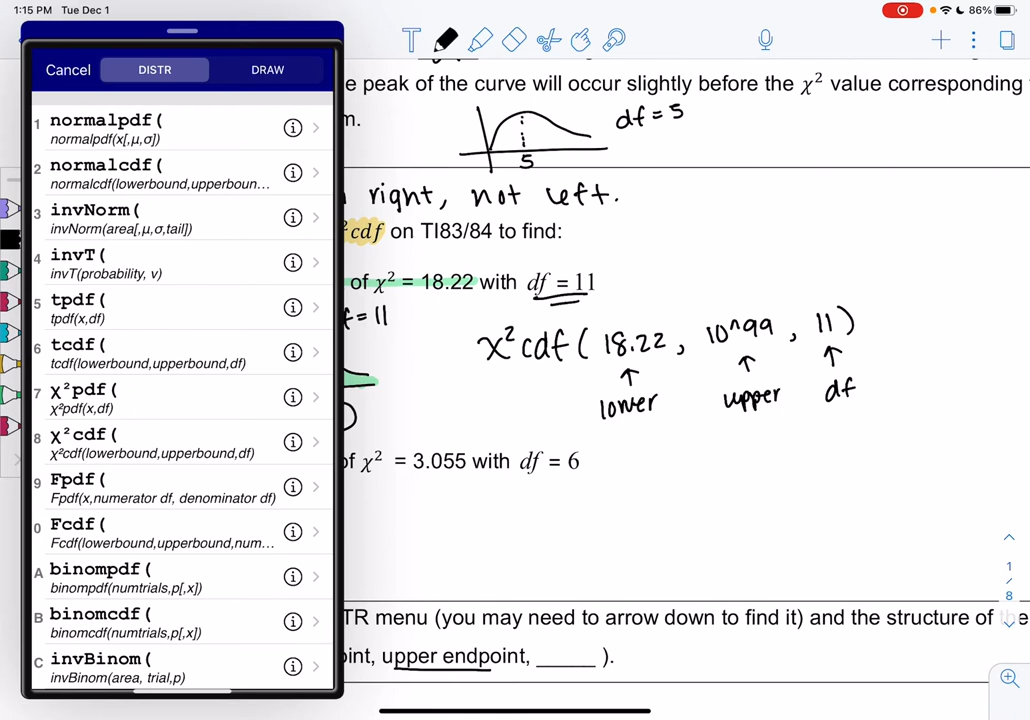 1:15 PM Tue Dec 1
86%
Cancel DISTR DRAW
1 normalpdf(
normalpdf(x[,μ,σ])
2 normalcdf(
normalcdf(lowerbound,upperboun...
3 invNorm(
invNorm(area[,μ,σ,tail])
4 invT(
invT(probability, ν)
5 tpdf(
tpdf(x,df)
6 tcdf(
tcdf(lowerbound,upperbound,df)
7 χ²pdf(
χ²pdf(x,df)
8 χ²cdf(
χ²cdf(lowerbound,upperbound,df)
9 Fpdf(
Fpdf(x,numerator df, denominator df)
0 Fcdf(
Fcdf(lowerbound,upperbound,num...
A binompdf(
binompdf(numtrials,p[,x])
B binomcdf(
binomcdf(numtrials,p[,x])
C invBinom(
invBinom(area, trial,p)
T
e peak of the curve will occur slightly before the χ² value corresponding
m.
df = 5
5
right, not left.
²cdf on TI83/84 to find:
of χ² = 18.22 with df = 11
f = 11
χ²cdf( 18.22, 10^99, 11)
lower upper df
)
of χ² = 3.055 with df = 6
1
/
8
TR menu (you may need to arrow down to find it) and the structure of the
oint, upper endpoint, _____ ).